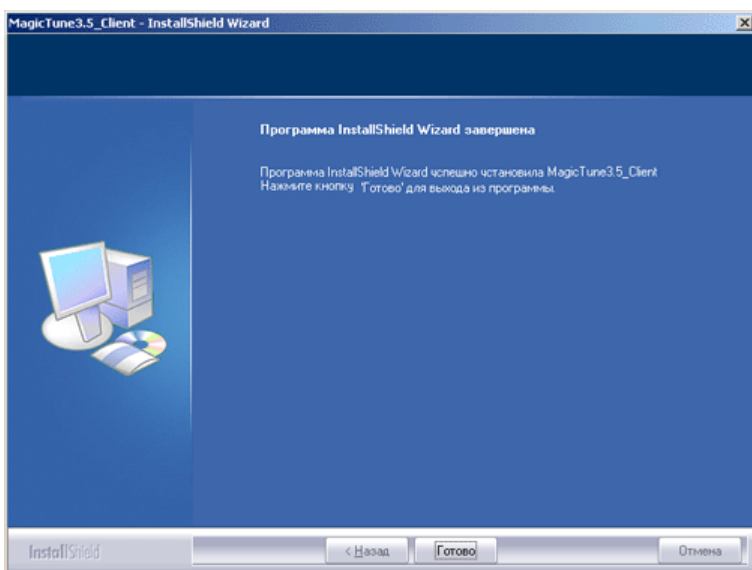 MagicTune3.5_Client - InstallShield Wizard
Программа InstallShield Wizard завершена
Программа InstallShield Wizard успешно установила MagicTune3.5_Client
Нажмите кнопку 'Готово' для выхода из программы.
InstallShield
< Назад
Готово
Отмена